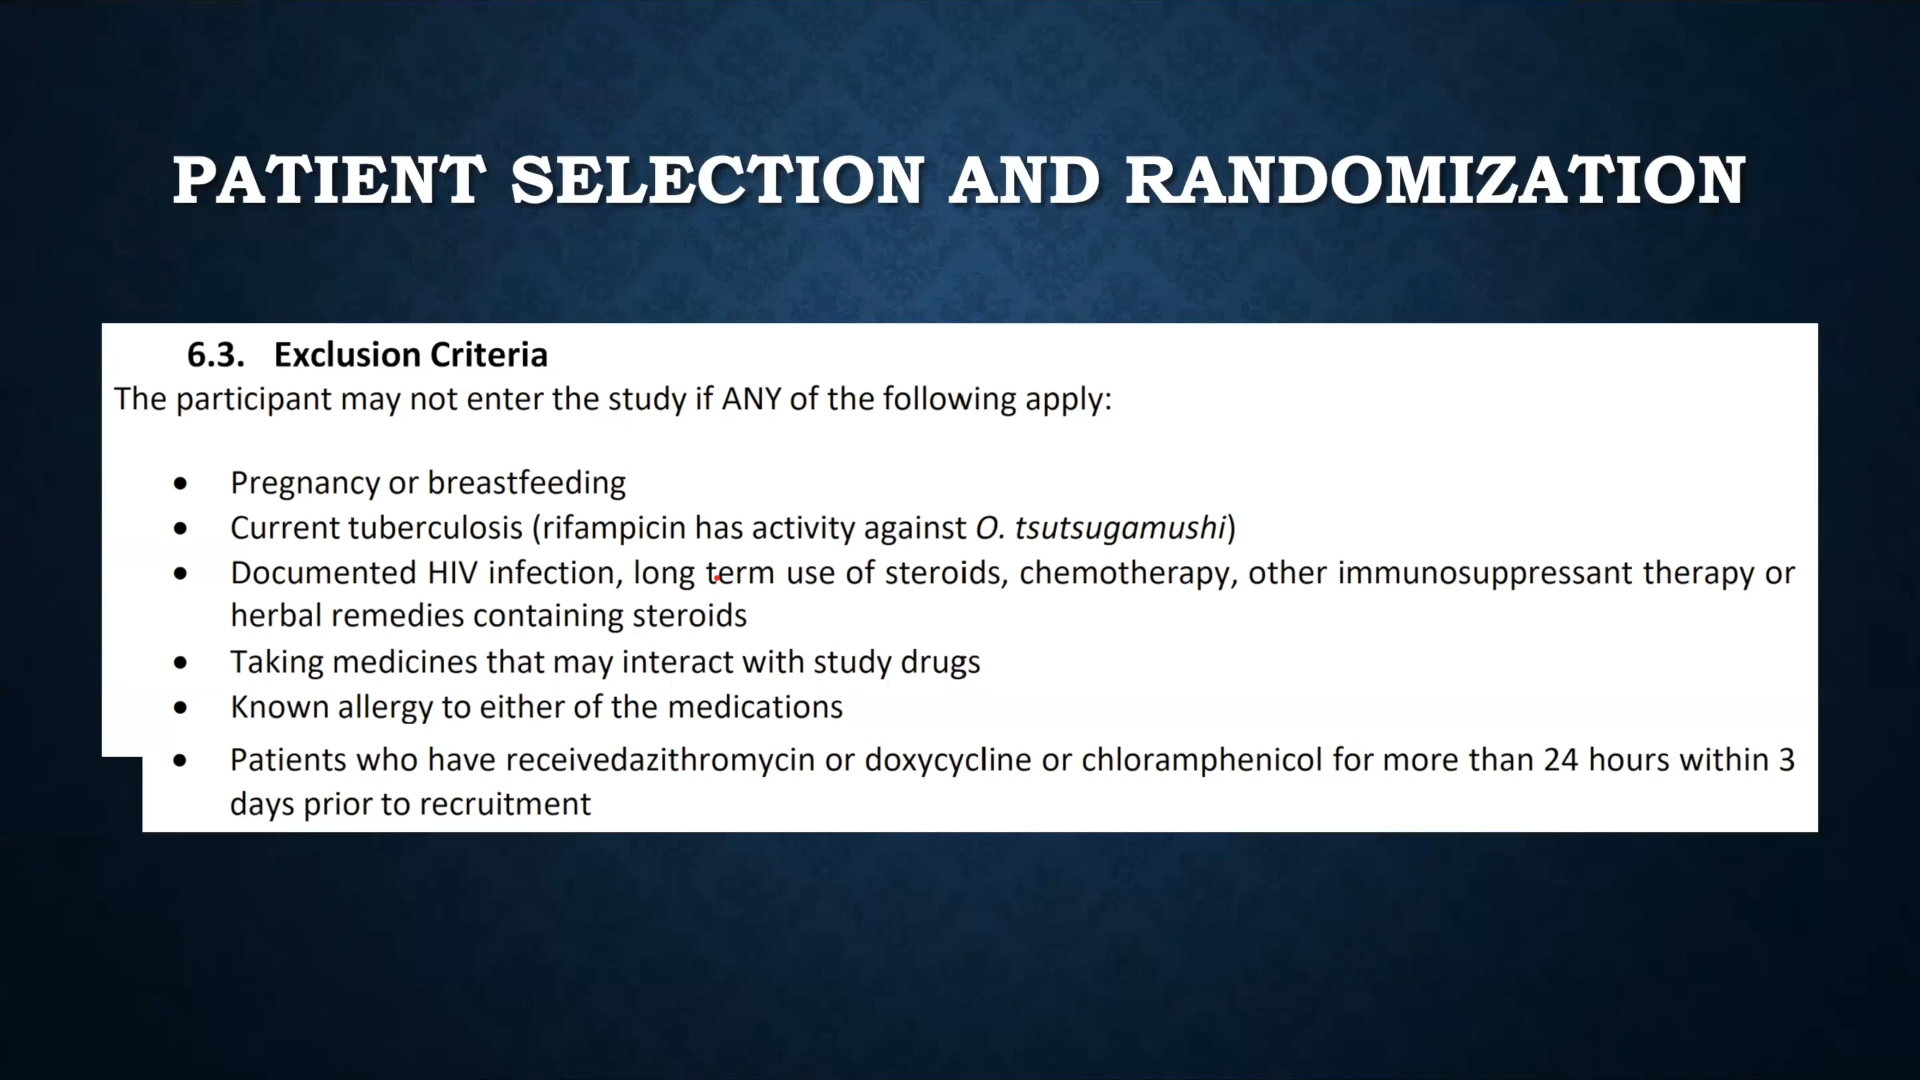 PATIENT SELECTION AND RANDOMIZATION
6.3. Exclusion Criteria
The participant may not enter the study if ANY of the following apply:
• Pregnancy or breastfeeding
• Current tuberculosis (rifampicin has activity against O. tsutsugamushi)
• Documented HIV infection, long term use of steroids, chemotherapy, other immunosuppressant therapy or
herbal remedies containing steroids
• Taking medicines that may interact with study drugs
• Known allergy to either of the medications
• Patients who have receivedazithromycin or doxycycline or chloramphenicol for more than 24 hours within 3
days prior to recruitment